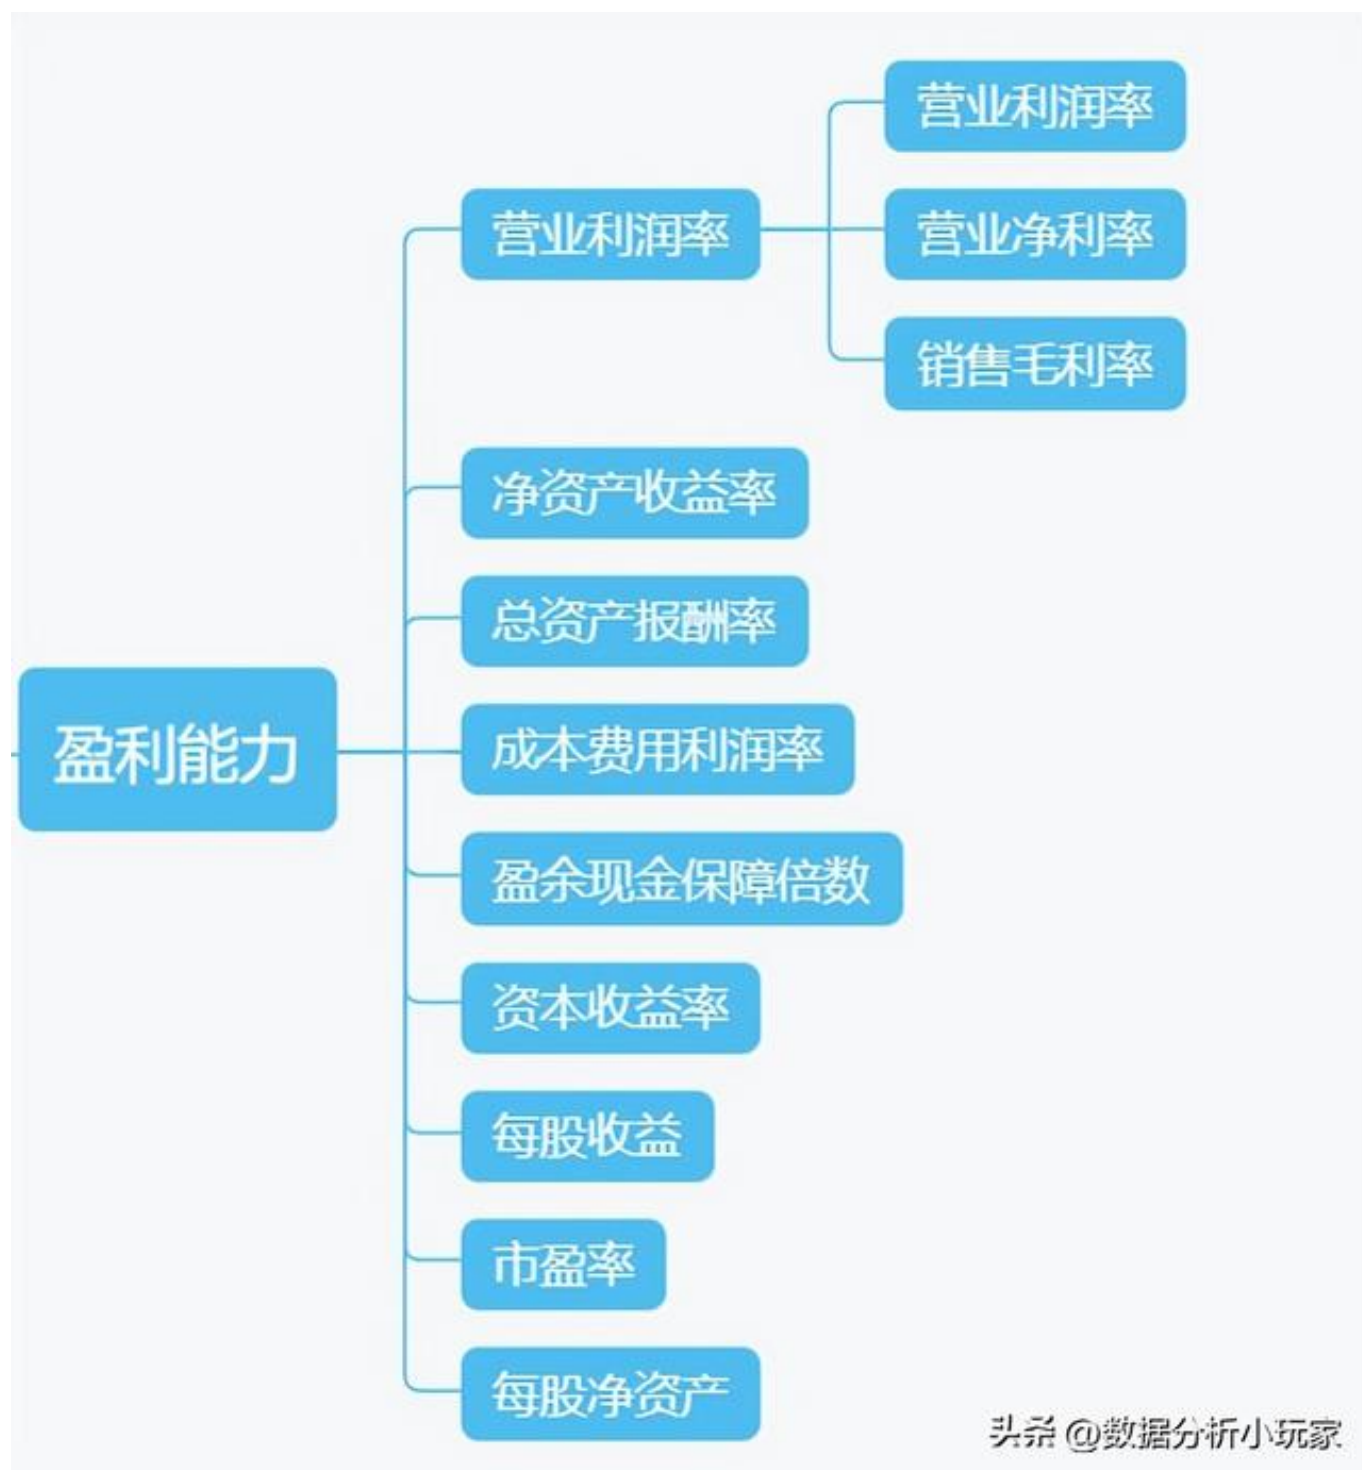 盈利能力
营业利润率
营业利润率
营业净利率
销售毛利率
净资产收益率
总资产报酬率
成本费用利润率
盈余现金保障倍数
资本收益率
每股收益
市盈率
每股净资产
头条 @数据分析小玩家